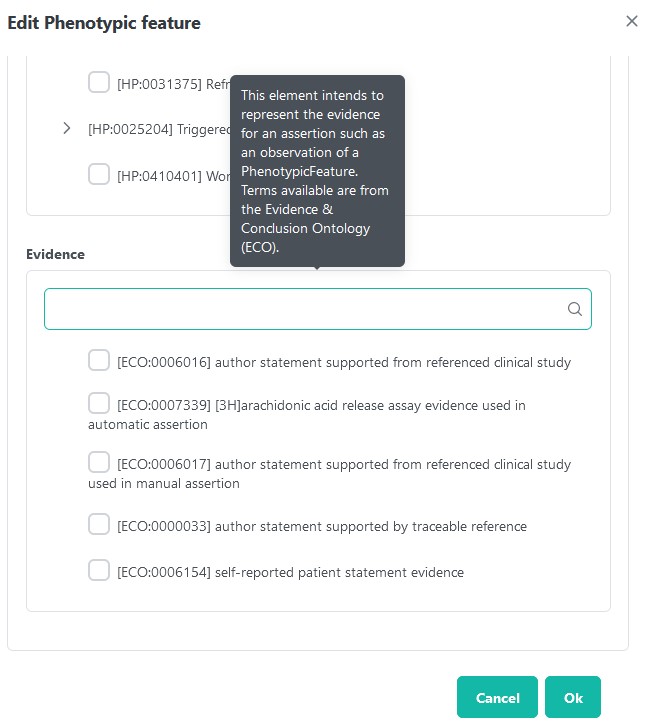 Edit Phenotypic feature
[HP:0031375] Refr
[HP:0025204] Triggered
[HP:0410401] Wor
This element intends to
represent the evidence
for an assertion such as
an observation of a
PhenotypicFeature.
Terms available are from
the Evidence &
Conclusion Ontology
(ECO).
Evidence
[ECO:0006016] author statement supported from referenced clinical study
[ECO:0007339] [3H]arachidonic acid release assay evidence used in
automatic assertion
[ECO:0006017] author statement supported from referenced clinical study
used in manual assertion
[ECO:0000033] author statement supported by traceable reference
[ECO:0006154] self-reported patient statement evidence
Cancel
Ok